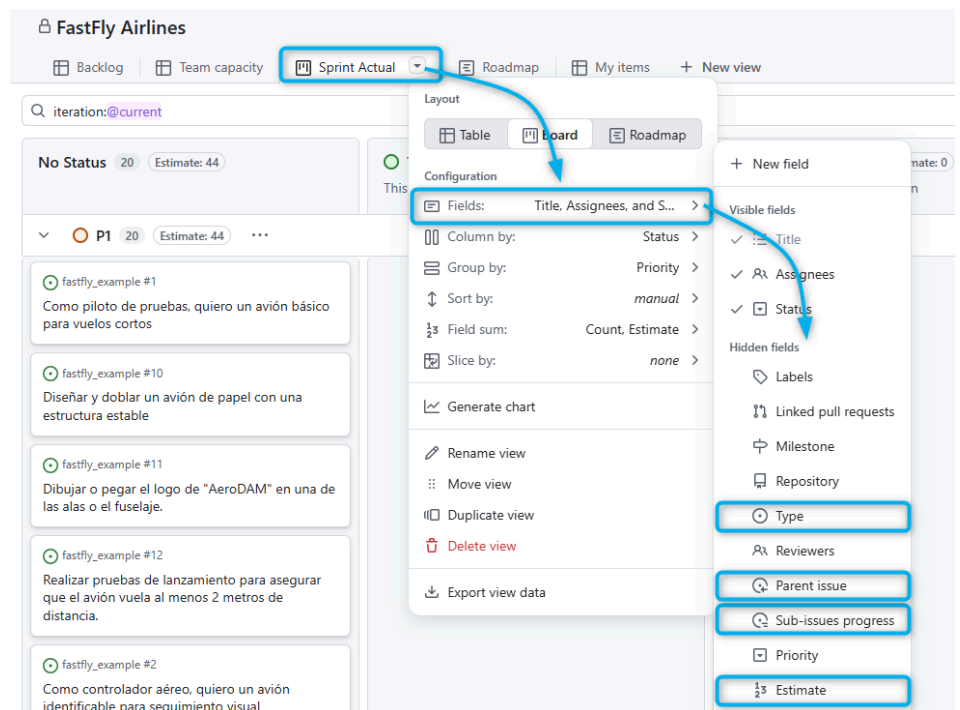 FastFly Airlines
Backlog
Team capacity
Sprint Actual
Roadmap
My items
+ New view
iteration:@current
No Status 20 Estimate: 44
This
P1 20 Estimate: 44 ...
fastfly_example #1
Como piloto de pruebas, quiero un avión básico
para vuelos cortos
fastfly_example #10
Diseñar y doblar un avión de papel con una
estructura estable
fastfly_example #11
Dibujar o pegar el logo de "AeroDAM" en una de
las alas o el fuselaje.
fastfly_example #12
Realizar pruebas de lanzamiento para asegurar
que el avión vuela al menos 2 metros de
distancia.
fastfly_example #2
Como controlador aéreo, quiero un avión
identificable para seguimiento visual
Layout
Table
Board
Roadmap
Configuration
Fields: Title, Assignees, and S...
Column by: Status
Group by: Priority
Sort by: manual
Field sum: Count, Estimate
Slice by: none
Generate chart
Rename view
Move view
Duplicate view
Delete view
Export view data
+ New field
Visible fields
Title
Assignees
Status
Hidden fields
Labels
Linked pull requests
Milestone
Repository
Type
Reviewers
Parent issue
Sub-issues progress
Priority
Estimate
mate: 0
n